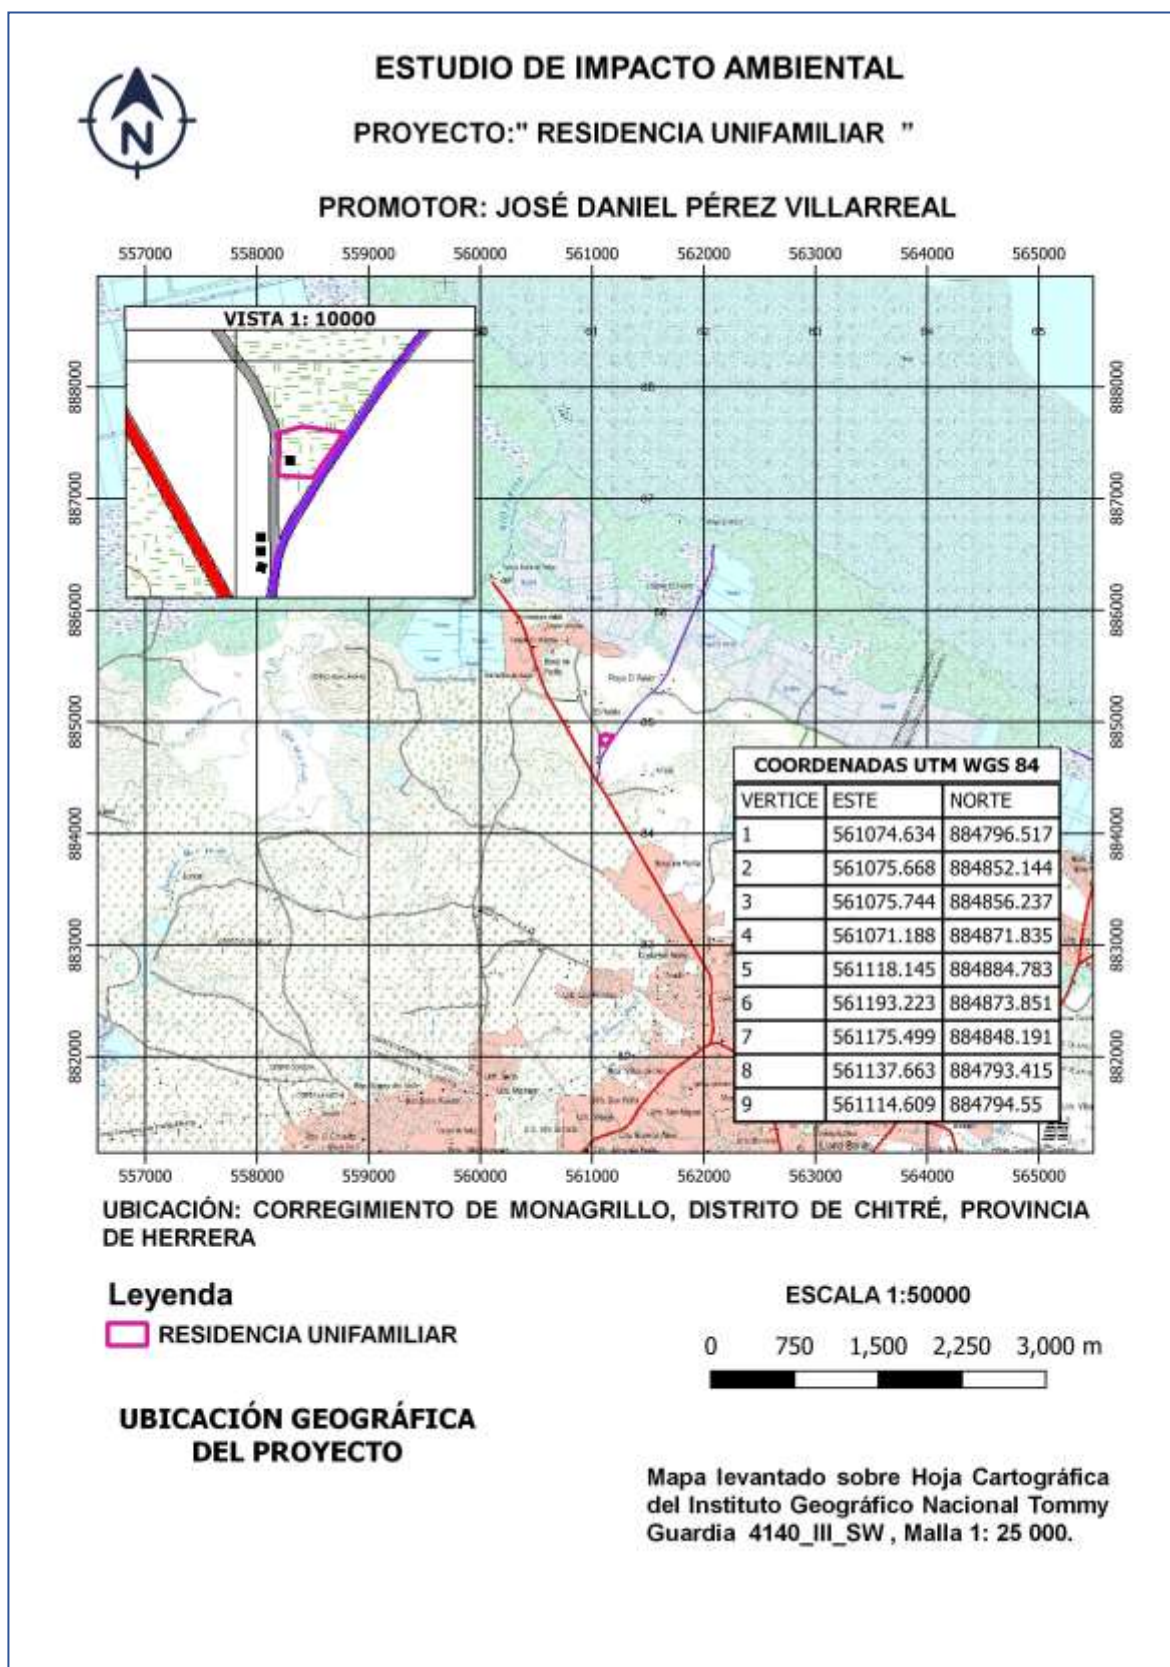 N
ESTUDIO DE IMPACTO AMBIENTAL
PROYECTO:" RESIDENCIA UNIFAMILIAR "
PROMOTOR: JOSÉ DANIEL PÉREZ VILLARREAL
557000 558000 559000 560000 561000 562000 563000 564000 565000
VISTA 1: 10000
888000 888000
887000 887000
886000 886000
885000 885000
884000 884000
883000 883000
882000 882000
COORDENADAS UTM WGS 84
VERTICE ESTE NORTE
1 561074.634 884796.517
2 561075.668 884852.144
3 561075.744 884856.237
4 561071.188 884871.835
5 561118.145 884884.783
6 561193.223 884873.851
7 561175.499 884848.191
8 561137.663 884793.415
9 561114.609 884794.55
557000 558000 559000 560000 561000 562000 563000 564000 565000
UBICACIÓN: CORREGIMIENTO DE MONAGRILLO, DISTRITO DE CHITRÉ, PROVINCIA
DE HERRERA
Leyenda
RESIDENCIA UNIFAMILIAR
UBICACIÓN GEOGRÁFICA
DEL PROYECTO
ESCALA 1:50000
0 750 1,500 2,250 3,000 m
Mapa levantado sobre Hoja Cartográfica
del Instituto Geográfico Nacional Tommy
Guardia 4140_III_SW , Malla 1: 25 000.